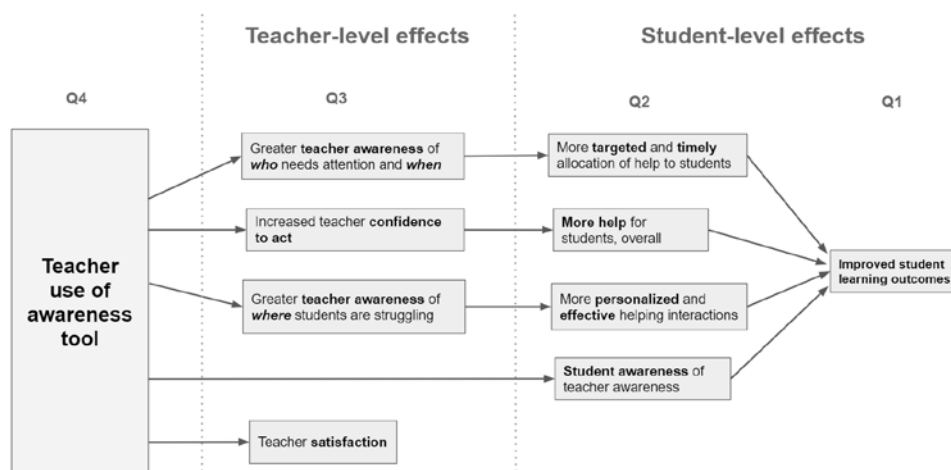 Teacher-level effects
Student-level effects
Q4
Q3
Q2
Q1
Teacher
use of
awareness
tool
Greater teacher awareness of
who needs attention and when
More targeted and timely
allocation of help to students
Increased teacher confidence
to act
More help for
students, overall
Improved student
learning outcomes
Greater teacher awareness of
where students are struggling
More personalized and
effective helping interactions
Student awareness of
teacher awareness
Teacher satisfaction